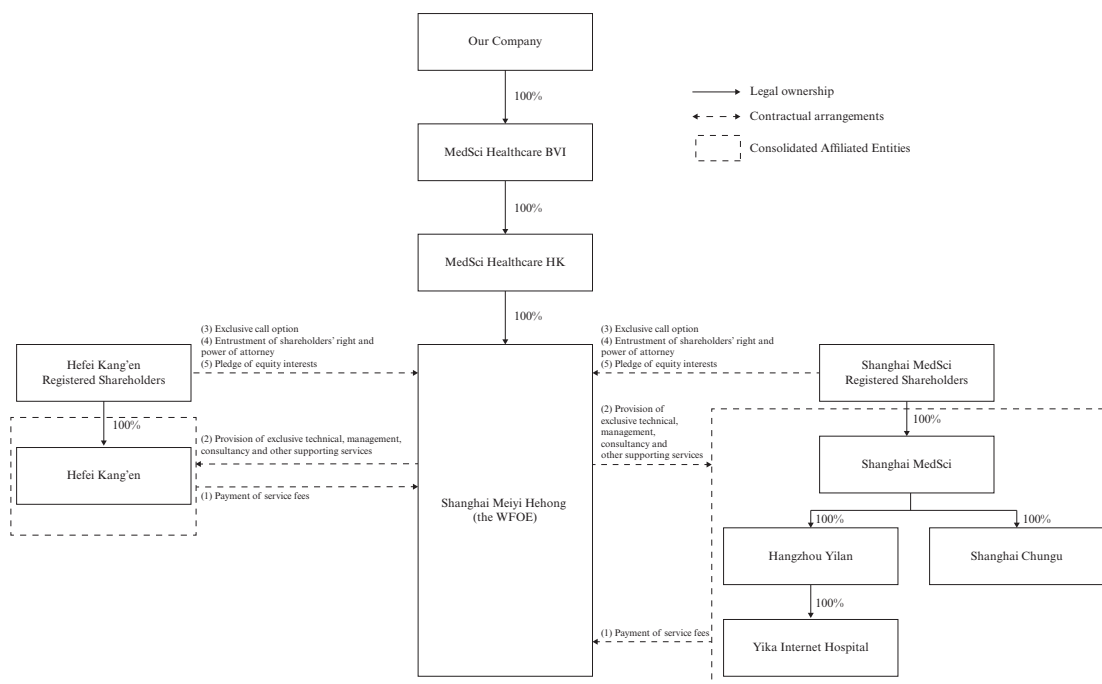 Our Company
100%
Legal ownership
Contractual arrangements
Consolidated Affiliated Entities
MedSci Healthcare BVI
100%
MedSci Healthcare HK
100%
(3) Exclusive call option
(4) Entrustment of shareholders' right and
power of attorney
(5) Pledge of equity interests
(3) Exclusive call option
(4) Entrustment of shareholders' right and
power of attorney
(5) Pledge of equity interests
Hefei Kang'en
Registered Shareholders
Shanghai MedSci
Registered Shareholders
100%
100%
(2) Provision of exclusive technical, management,
consultancy and other supporting services
(2) Provision of
exclusive technical,
management,
consultancy and
other supporting services
Hefei Kang'en
Shanghai MedSci
(1) Payment of service fees
Shanghai Meiyi Hehong
(the WFOE)
100%
100%
Hangzhou Yilan
Shanghai Chungu
100%
(1) Payment of service fees
Yika Internet Hospital